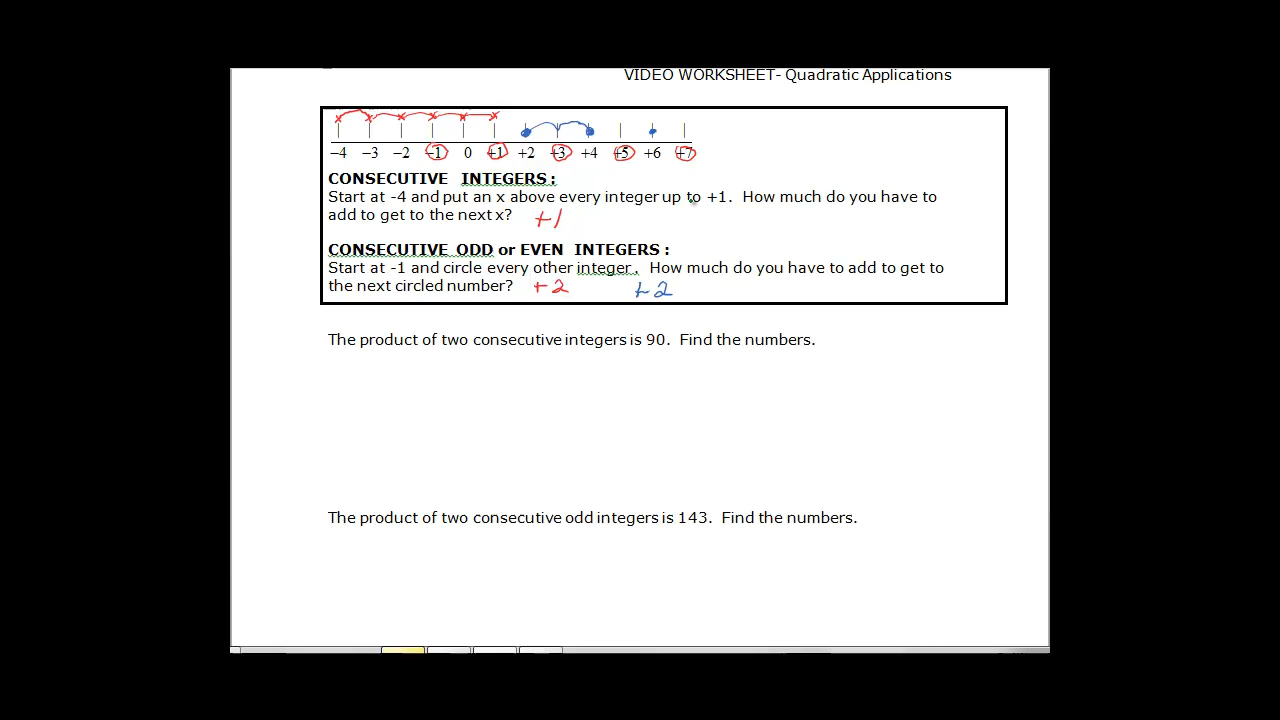 VIDEO WORKSHEET- Quadratic Applications
−4 −3 −2 −1 0 +1 +2 +3 +4 +5 +6 +7
CONSECUTIVE INTEGERS:
Start at -4 and put an x above every integer up to +1. How much do you have to
add to get to the next x? +1
CONSECUTIVE ODD or EVEN INTEGERS:
Start at -1 and circle every other integer. How much do you have to add to get to
the next circled number? +2 +2
The product of two consecutive integers is 90. Find the numbers.
The product of two consecutive odd integers is 143. Find the numbers.